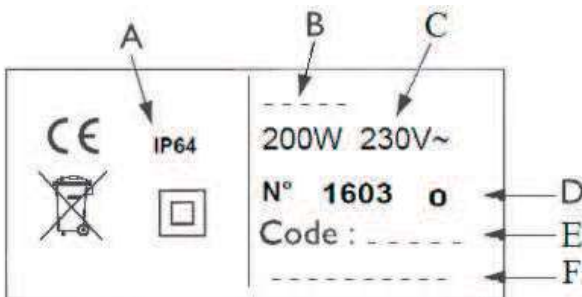 A B C
CE IP64
200W 230V~
N° 1603 o D
Code : E
F